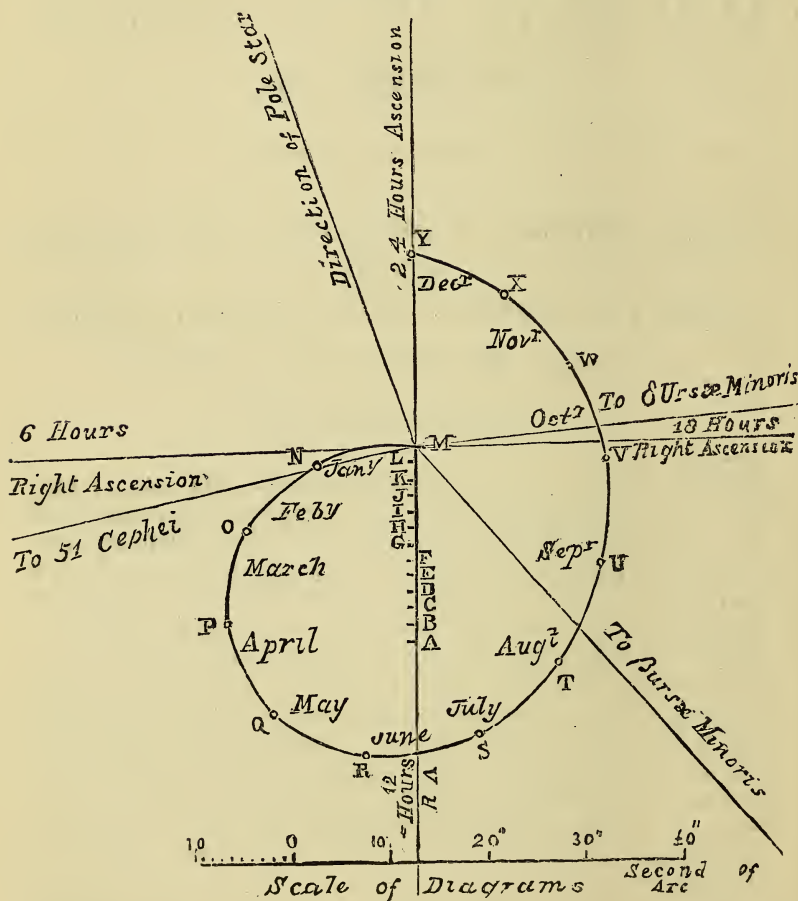 Direction of Pole Star
24 Hours Ascension
Y
Decr
X
Novr
W
Octr
To δ Ursæ Minoris
6 Hours
18 Hours
Right Ascension
V Right Ascension
M
N
Jany
L
K
J
I
H
G
F
E
D
C
B
A
To 51 Cephei
O
Feby
March
P
April
Q
May
R
June
S
July
T
Augt
U
Sepr
To β Ursæ Minoris
12 Hours
R A
10 0 10 20" 30" 40"
Scale of Diagrams Second of Arc